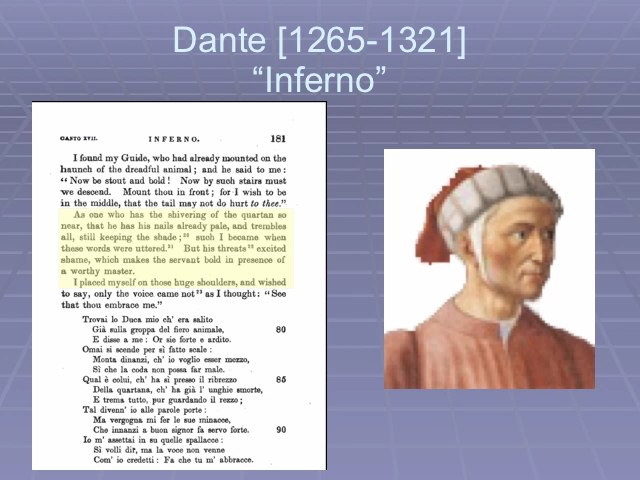 Dante [1265-1321]
“Inferno”
CANTO XVII. INFERNO. 181
I found my Guide, who had already mounted on the
haunch of the dreadful animal; and he said to me:
“Now be stout and bold! Now by such stairs must
we descend. Mount thou in front; for I wish to be
in the middle, that the tail may not do hurt to thee.”
As one who has the shivering of the quartan so
near, that he has his nails already pale, and trembles
all, still keeping the shade; such I became when
these words were uttered. But his threats excited
shame, which makes the servant bold in presence of
a worthy master.
I placed myself on those huge shoulders, and wished
to say, only the voice came not as I thought: “See
that thou embrace me.”
Trovai lo Duca mio ch' era salito
Già sulla groppa del fiero animale, 80
E disse a me: Or sie forte e ardito.
Omai si scende per sì fatte scale:
Monta dinanzi, ch' io voglio esser mezzo,
Sì che la coda non possa far male.
Qual è colui, ch' ha sì presso il ribrezzo 85
Della quartana, ch' ha già l' unghie smorte,
E trema tutto, pur guardando il rezzo;
Tal divenn' io alle parole porte:
Ma vergogna mi fer le sue minacce,
Che innanzi a buon signor fa servo forte. 90
Io m' assettai in su quelle spallacce:
Sì volli dir, ma la voce non venne
Com' io credetti: Fa che tu m' abbracce.